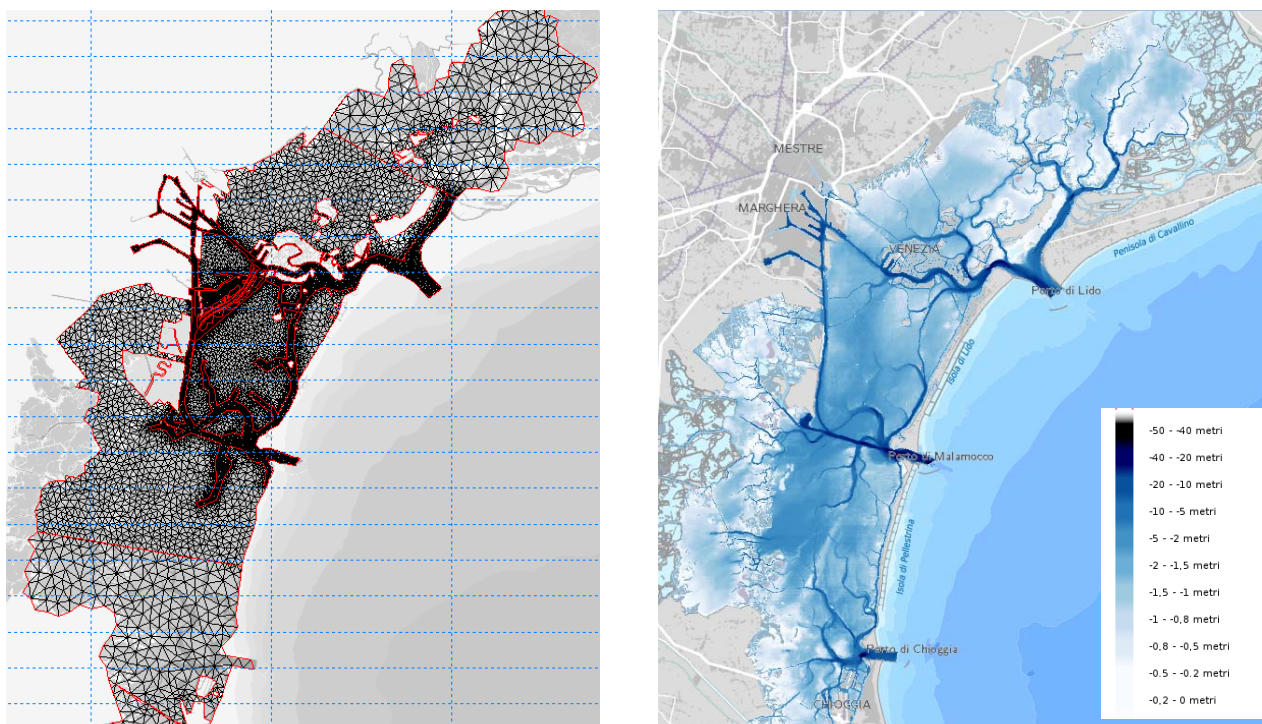 MESTRE
MARGHERA
VENEZIA
Penisola di Cavallino
Porto di Lido
Isola di Lido
Porto di Malamocco
Isola di Pellestrina
Porto di Chioggia
CHIOGGIA
-50 - -40 metri
-40 - -20 metri
-20 - -10 metri
-10 - -5 metri
-5 - -2 metri
-2 - -1,5 metri
-1,5 - -1 metri
-1 - -0,8 metri
-0,8 - -0,5 metri
-0.5 - -0.2 metri
-0,2 - 0 metri